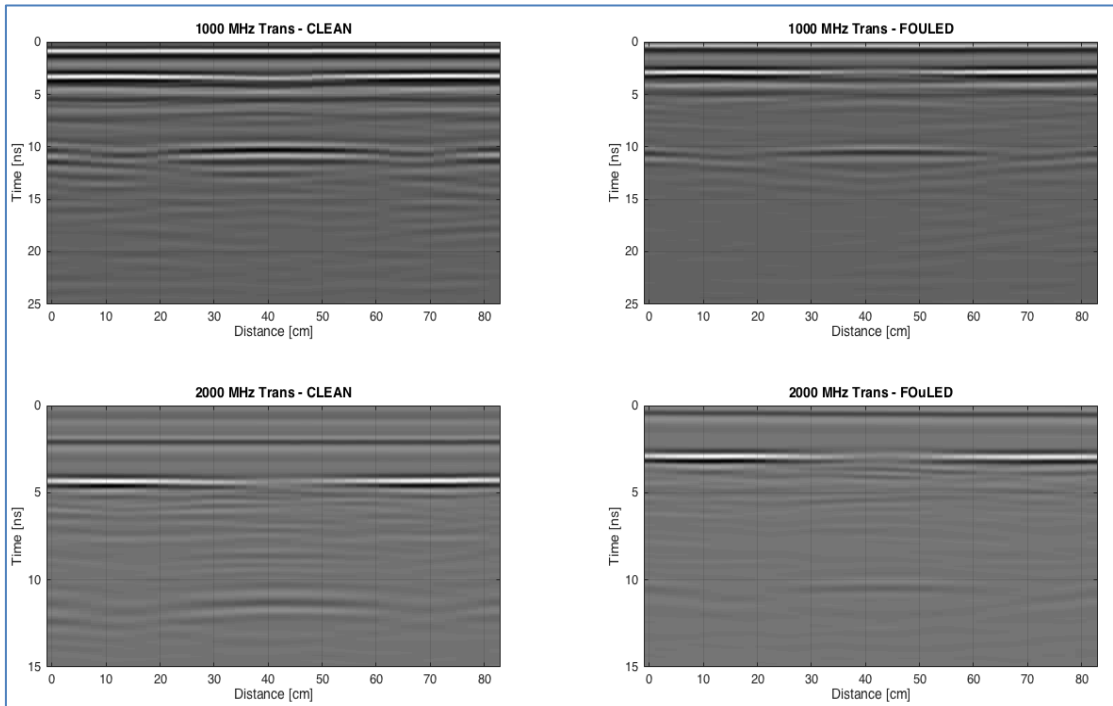 1000 MHz Trans - CLEAN
0
5
10
15
20
25
Time [ns]
0 10 20 30 40 50 60 70 80
Distance [cm]
1000 MHz Trans - FOULED
0
5
10
15
20
25
Time [ns]
0 10 20 30 40 50 60 70 80
Distance [cm]
2000 MHz Trans - CLEAN
0
5
10
15
Time [ns]
0 10 20 30 40 50 60 70 80
Distance [cm]
2000 MHz Trans - FOuLED
0
5
10
15
Time [ns]
0 10 20 30 40 50 60 70 80
Distance [cm]